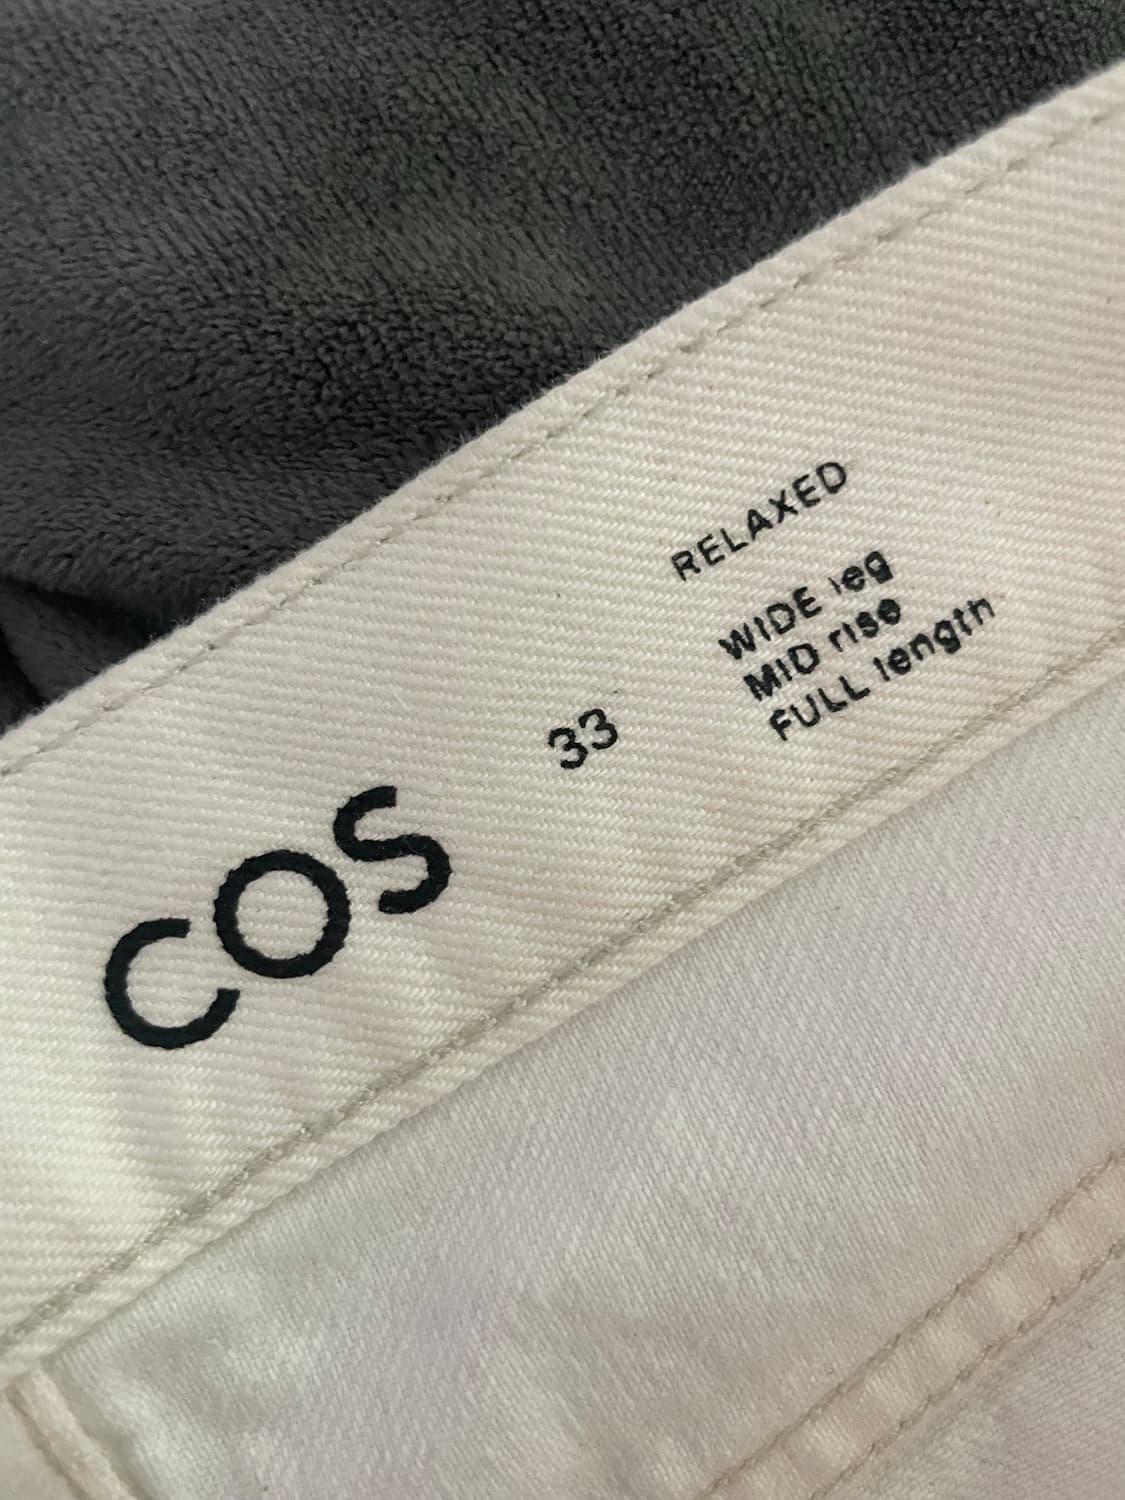 COS
33
RELAXED
WIDE leg
MID rise
FULL length